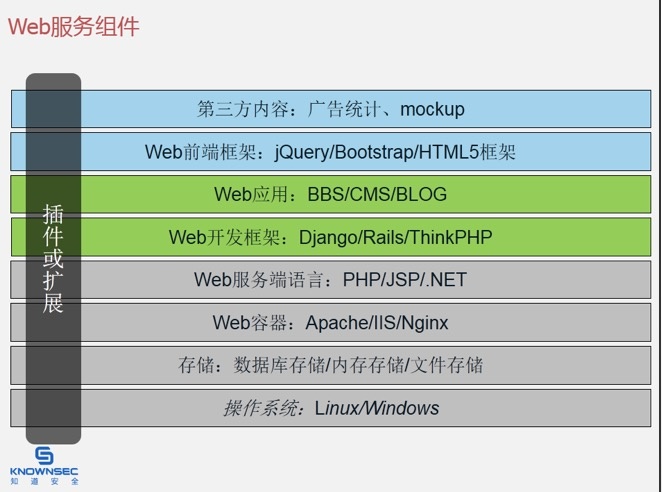 Web服务组件
第三方内容：广告统计、mockup
Web前端框架：jQuery/Bootstrap/HTML5框架
Web应用：BBS/CMS/BLOG
Web开发框架：Django/Rails/ThinkPHP
Web服务端语言：PHP/JSP/.NET
Web容器：Apache/IIS/Nginx
存储：数据库存储/内存存储/文件存储
操作系统：Linux/Windows
插件或扩展
KNOWNSEC
知道安全